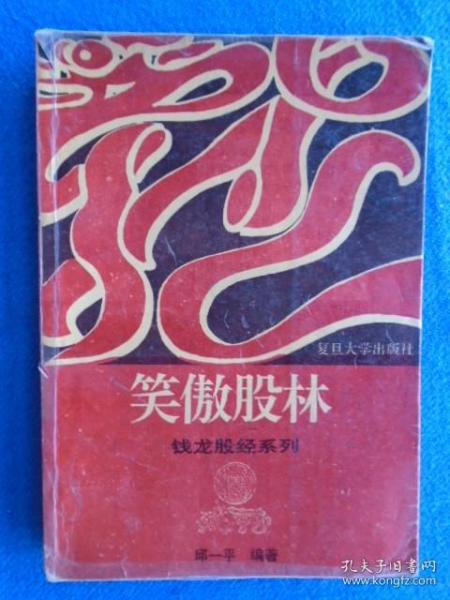 复旦大学出版社
笑傲股林
钱龙股经系列
邱一平 编著
孔夫子旧书网
www.kongfz.com